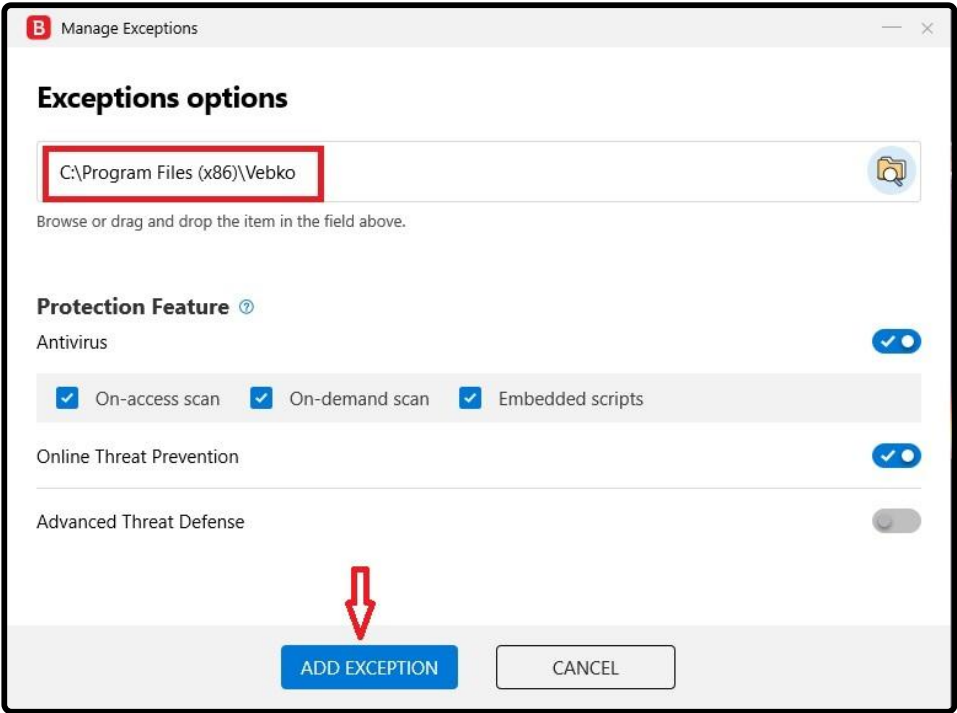 B Manage Exceptions
Exceptions options
C:\Program Files (x86)\Vebko
Browse or drag and drop the item in the field above.
Protection Feature ?
Antivirus
On-access scan On-demand scan Embedded scripts
Online Threat Prevention
Advanced Threat Defense
ADD EXCEPTION CANCEL